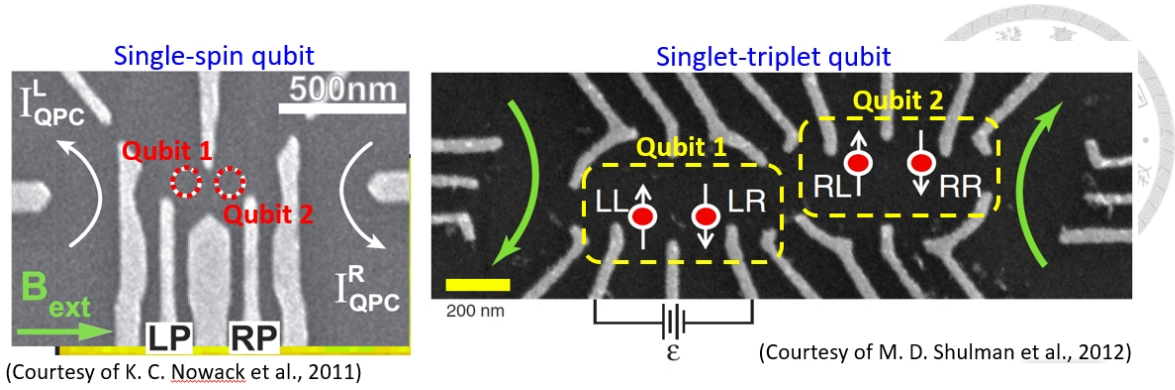 Single-spin qubit
I^L_QPC
500nm
Qubit 1
Qubit 2
B_ext
I^R_QPC
LP
RP
(Courtesy of K. C. Nowack et al., 2011)
Singlet-triplet qubit
Qubit 2
Qubit 1
RL
RR
LL
LR
200 nm
ε
(Courtesy of M. D. Shulman et al., 2012)